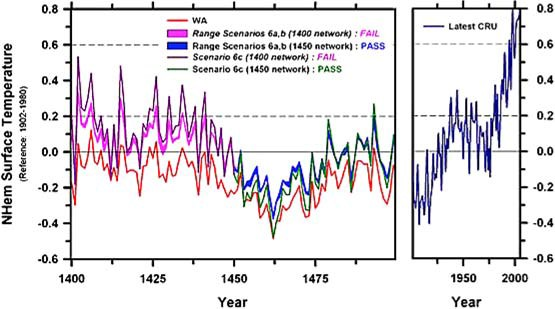 0.8
0.6
0.4
0.2
0.0
-0.2
-0.4
-0.6
NHem Surface Temperature
(Reference 1902-1980)
WA
Range Scenarios 6a,b (1400 network) : FAIL
Range Scenarios 6a,b (1450 network) : PASS
Scenario 6c (1400 network) : FAIL
Scenario 6c (1450 network) : PASS
1400
1425
1450
1475
Year
Latest CRU
0.8
0.6
0.4
0.2
0.0
-0.2
-0.4
-0.6
1950
2000
Year